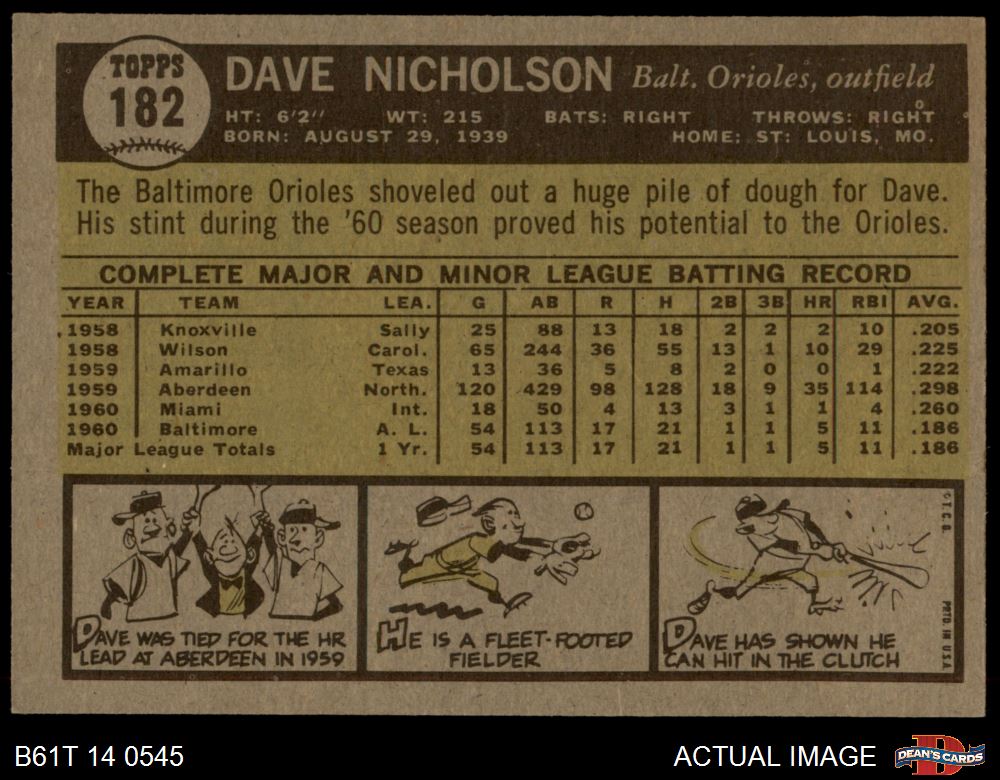 TOPPS
182
DAVE NICHOLSON Balt. Orioles, outfield
HT: 6'2" WT: 215 BATS: RIGHT THROWS: RIGHT
BORN: AUGUST 29, 1939 HOME: ST: LOUIS, MO.
The Baltimore Orioles shoveled out a huge pile of dough for Dave.
His stint during the '60 season proved his potential to the Orioles.
COMPLETE MAJOR AND MINOR LEAGUE BATTING RECORD
YEAR TEAM LEA. G AB R H 2B 3B HR RBI AVG.
1958 Knoxville Sally 25 88 13 18 2 2 2 10 .205
1958 Wilson Carol. 65 244 36 55 13 1 10 29 .225
1959 Amarillo Texas 13 36 5 8 2 0 0 1 .222
1959 Aberdeen North. 120 429 98 128 18 9 35 114 .298
1960 Miami Int. 18 50 4 13 3 1 1 4 .260
1960 Baltimore A. L. 54 113 17 21 1 1 5 11 .186
Major League Totals 1 Yr. 54 113 17 21 1 1 5 11 .186
DAVE WAS TIED FOR THE HR
LEAD AT ABERDEEN IN 1959
HE IS A FLEET-FOOTED
FIELDER
DAVE HAS SHOWN HE
CAN HIT IN THE CLUTCH
© T.C.G.
PRTD. IN U.S.A.
B61T 14 0545
ACTUAL IMAGE
DEAN'S CARDS